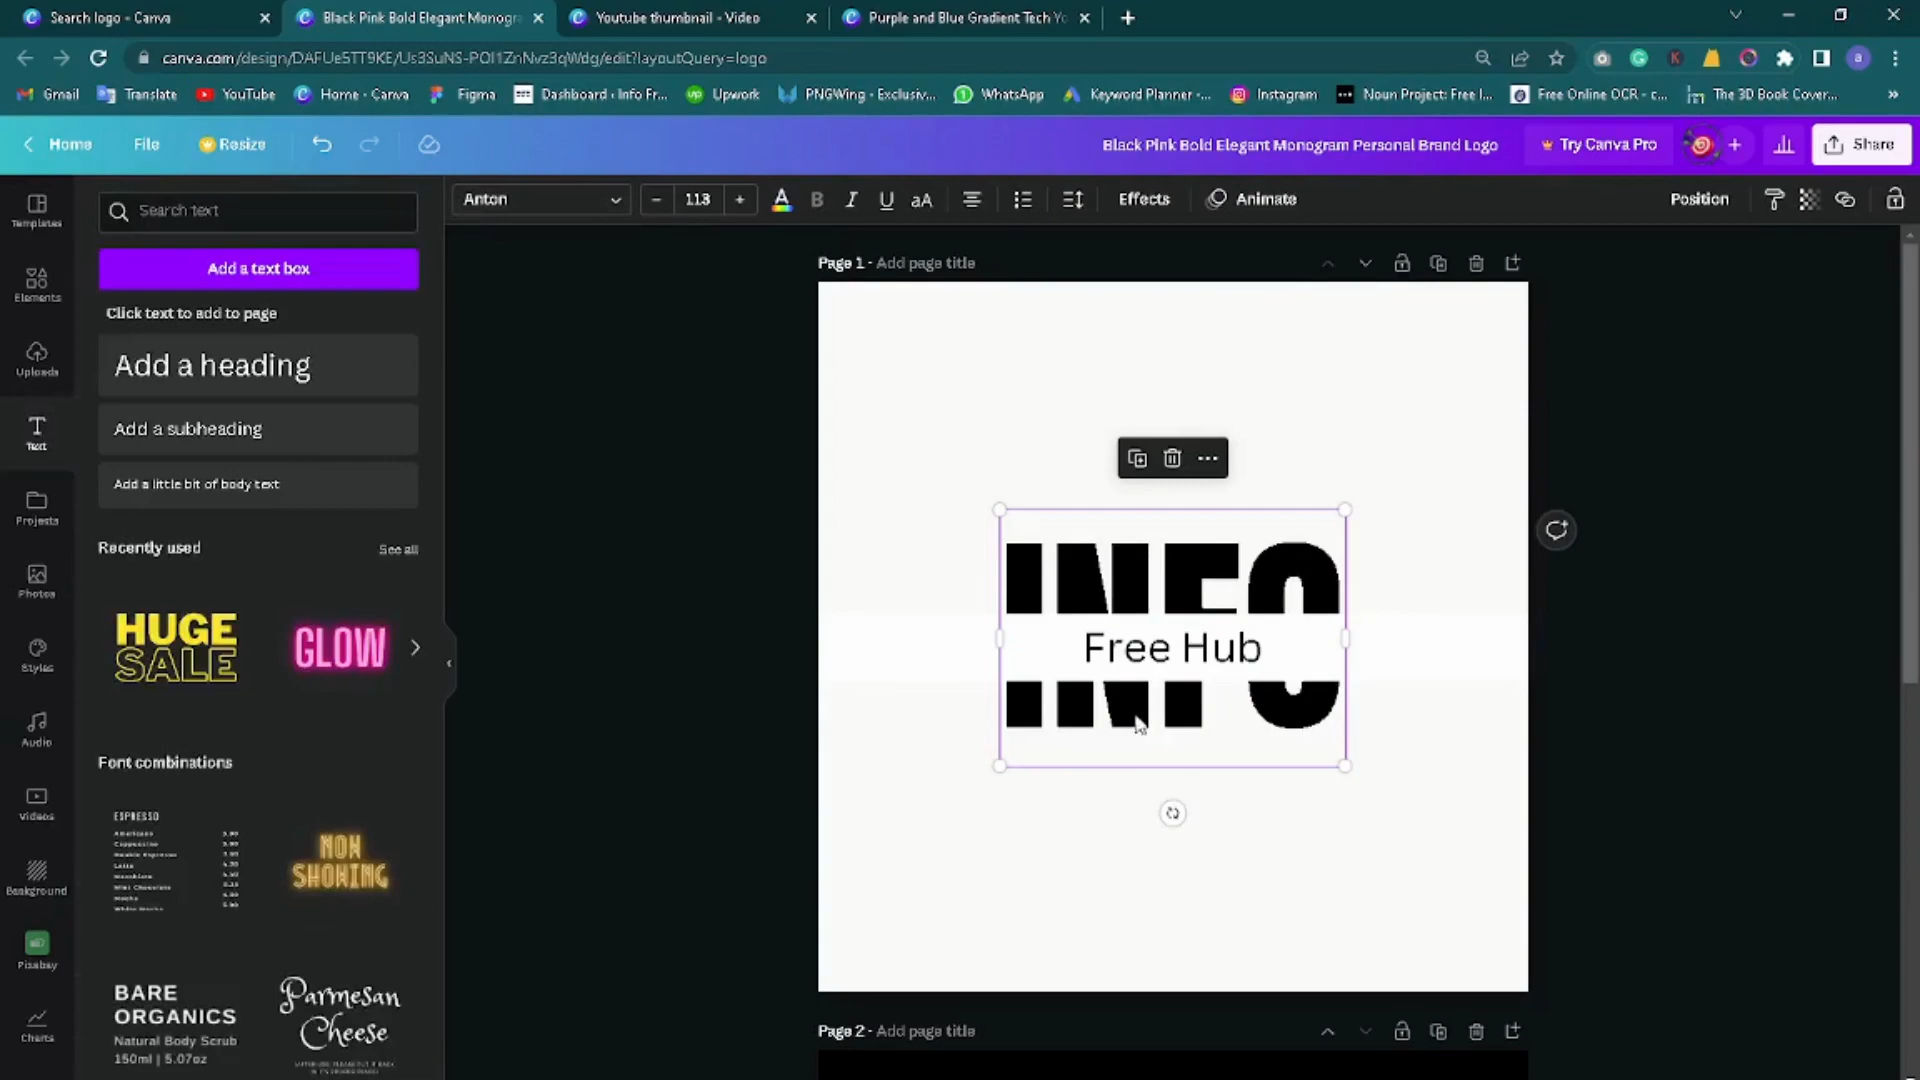 Search logo - Canva
Black Pink Bold Elegant Monogr
Youtube thumbnail - Video
Purple and Blue Gradient Tech Yo
canva.com/design/DAFUe5TT9KE/Us3SuNS-POI1ZnNvz3qWdg/edit?layoutQuery=logo
Gmail
Translate
YouTube
Home - Canva
Figma
Dashboard ‹ Info Fr...
Upwork
PNGWing - Exclusiv...
WhatsApp
Keyword Planner -...
Instagram
Noun Project: Free I...
Free Online OCR - c...
The 3D Book Cover...
Home
File
Resize
Black Pink Bold Elegant Monogram Personal Brand Logo
Try Canva Pro
Share
Templates
Elements
Uploads
Text
Projects
Photos
Styles
Audio
Videos
Background
Pixabay
Charts
Search text
Add a text box
Click text to add to page
Add a heading
Add a subheading
Add a little bit of body text
Recently used
See all
HUGE
SALE
GLOW
Font combinations
ESPRESSO
NOW
SHOWING
BARE
ORGANICS
Natural Body Scrub
150ml | 5.07oz
Parmesan
Cheese
Anton
113
Effects
Animate
Position
Page 1 - Add page title
INFO
Free Hub
Page 2 - Add page title